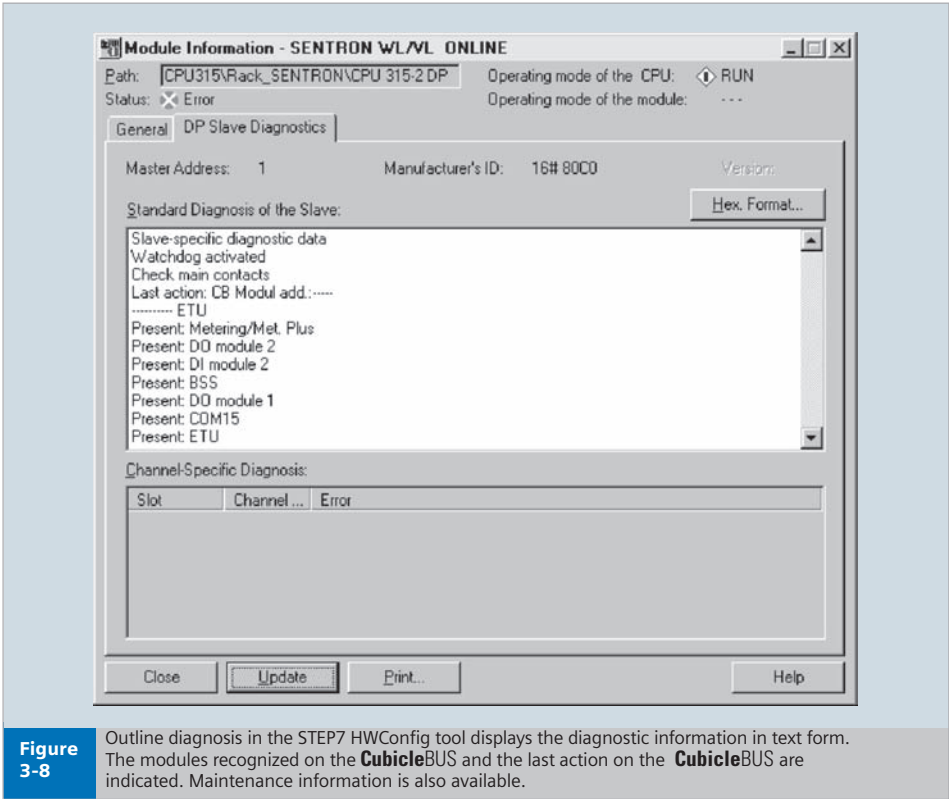 Module Information - SENTRON WL/VL ONLINE
Path: CPU315\Rack_SENTRON\CPU 315-2 DP Operating mode of the CPU: RUN
Status: Error Operating mode of the module: ---
General DP Slave Diagnostics
Master Address: 1 Manufacturer's ID: 16# 80C0 Version:
Standard Diagnosis of the Slave: Hex. Format...
Slave-specific diagnostic data
Watchdog activated
Check main contacts
Last action: CB Modul add.:-----
---------- ETU
Present: Metering/Met. Plus
Present: DO module 2
Present: DI module 2
Present: BSS
Present: DO module 1
Present: COM15
Present: ETU
Channel-Specific Diagnosis:
Slot Channel ... Error
Close Update Print... Help
Figure 3-8
Outline diagnosis in the STEP7 HWConfig tool displays the diagnostic information in text form.
The modules recognized on the CubicleBUS and the last action on the CubicleBUS are
indicated. Maintenance information is also available.